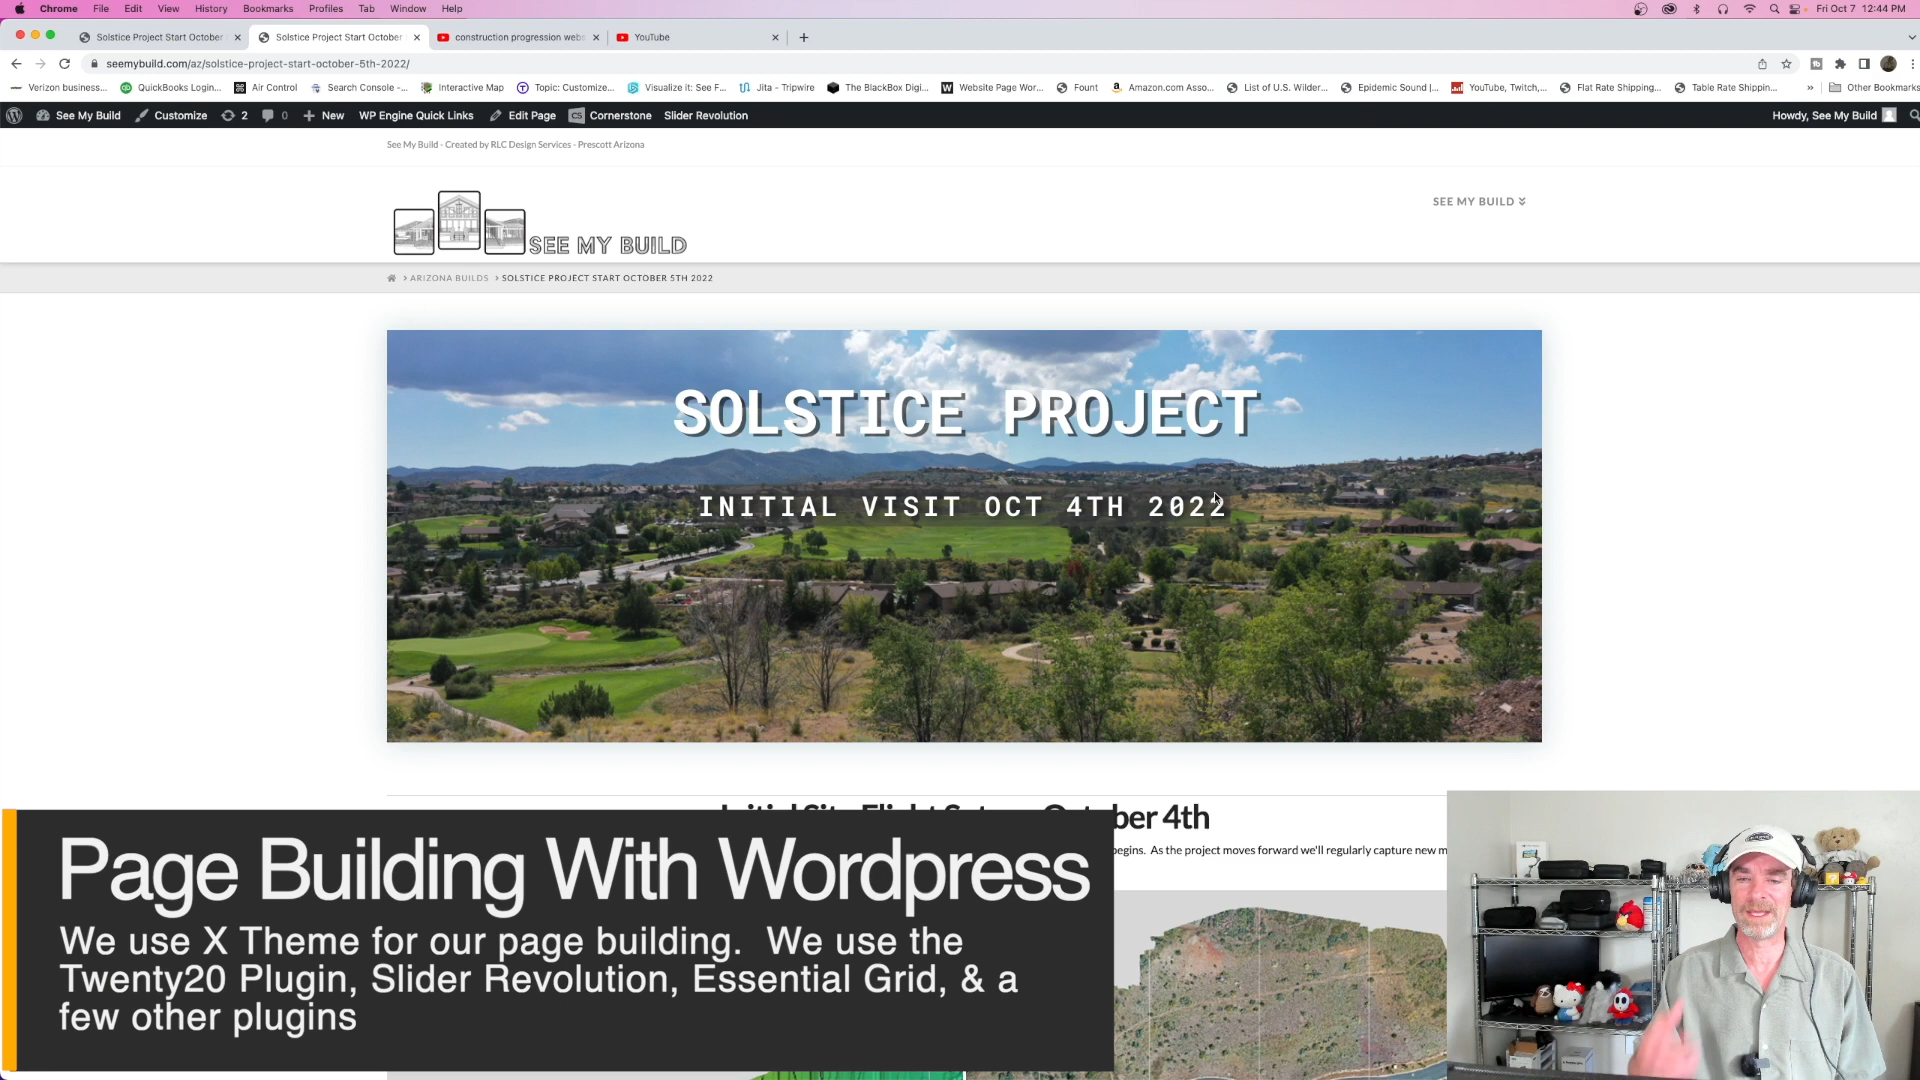 Chrome File Edit View History Bookmarks Profiles Tab Window Help Fri Oct 7 12:44 PM
Solstice Project Start October Solstice Project Start October construction progression webs YouTube
seemybuild.com/az/solstice-project-start-october-5th-2022/
Verizon business... QuickBooks Login... Air Control Search Console -... Interactive Map Topic: Customize... Visualize it: See F... Jita - Tripwire The BlackBox Digi... Website Page Wor... Fount Amazon.com Asso... List of U.S. Wilder... Epidemic Sound |... YouTube, Twitch,... Flat Rate Shipping... Table Rate Shippin... » Other Bookmarks
See My Build Customize 2 0 New WP Engine Quick Links Edit Page CS Cornerstone Slider Revolution Howdy, See My Build
See My Build - Created by RLC Design Services - Prescott Arizona
SEE MY BUILD
SEE MY BUILD
> ARIZONA BUILDS > SOLSTICE PROJECT START OCTOBER 5TH 2022
SOLSTICE PROJECT
INITIAL VISIT OCT 4TH 2022
ber 4th
begins. As the project moves forward we'll regularly capture new m
Page Building With Wordpress
We use X Theme for our page building. We use the
Twenty20 Plugin, Slider Revolution, Essential Grid, & a
few other plugins